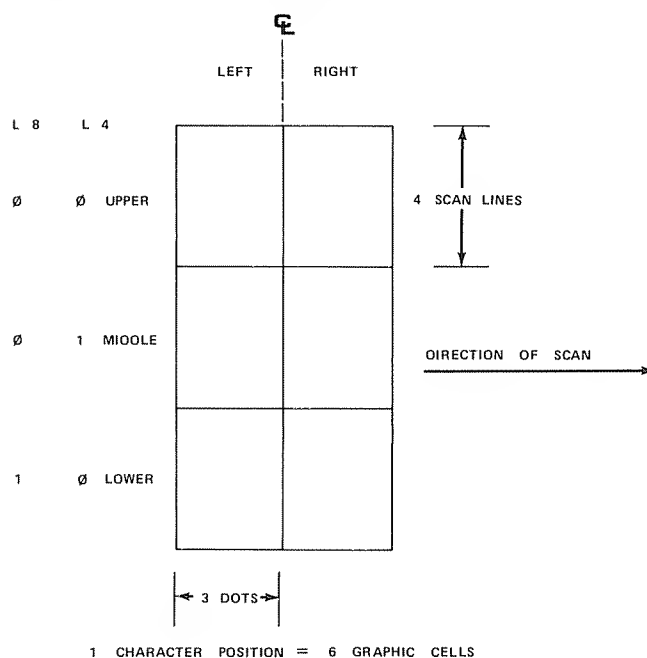 ℄
LEFT RIGHT
L 8 L 4
Ø Ø UPPER 4 SCAN LINES
Ø 1 MIOOLE
OIRECTION OF SCAN
1 Ø LOWER
3 DOTS
1 CHARACTER POSITION = 6 GRAPHIC CELLS